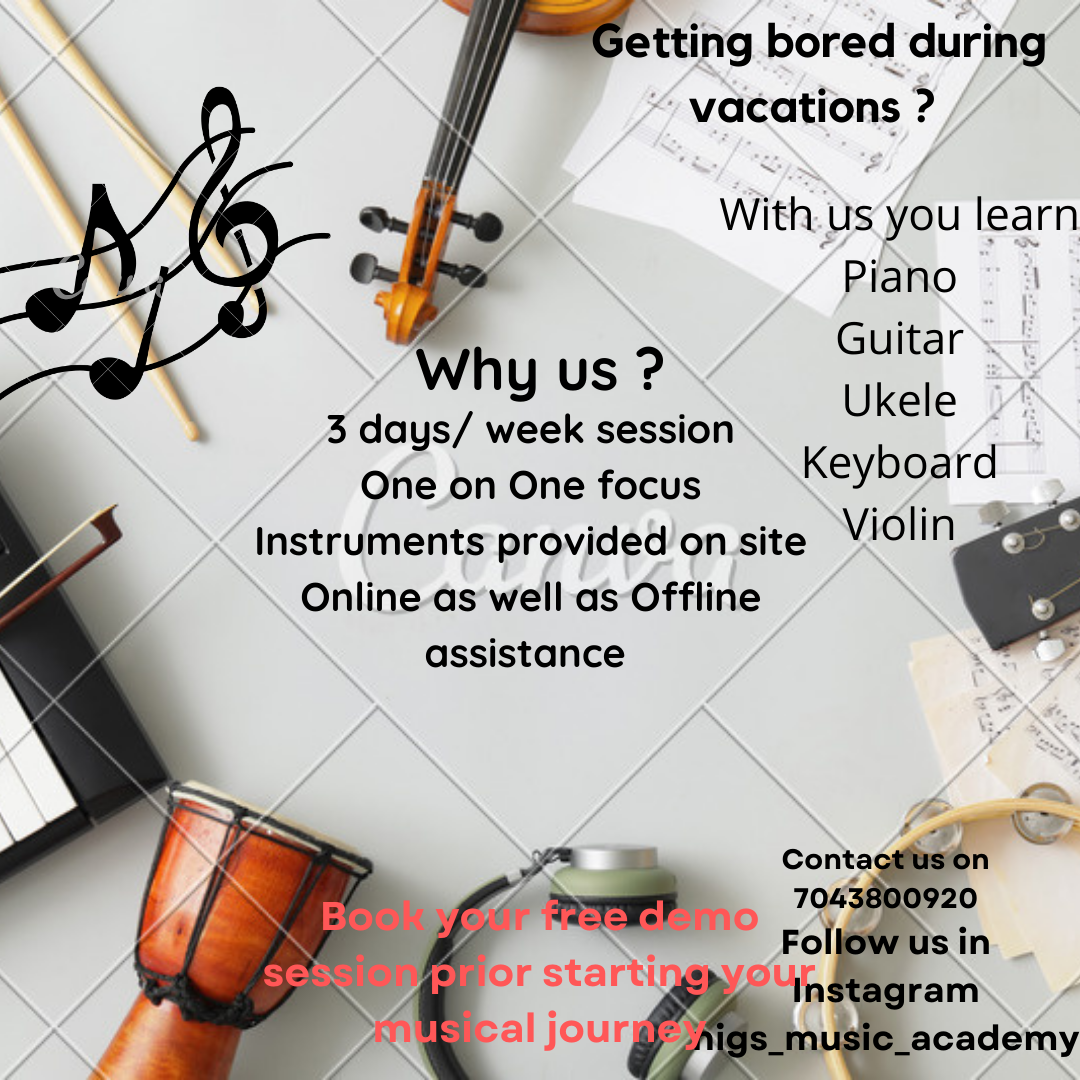 Getting bored during
vacations ?
With us you learn
Piano
Guitar
Ukele
Keyboard
Violin
Why us ?
3 days/ week session
One on One focus
Instruments provided on site
Online as well as Offline
assistance
Canva
Book your free demo
session prior starting your
musical journey
Contact us on
7043800920
Follow us in
Instagram